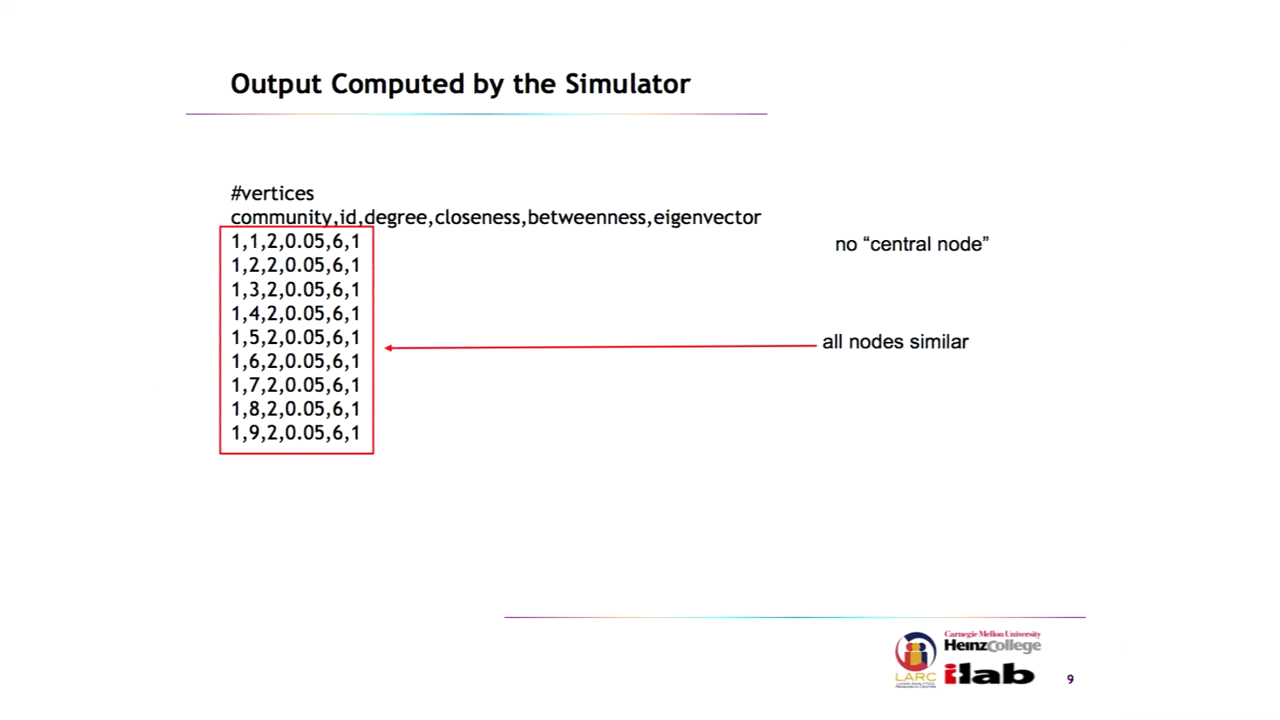 Output Computed by the Simulator
#vertices
community,id,degree,closeness,betweenness,eigenvector
1,1,2,0.05,6,1
1,2,2,0.05,6,1
1,3,2,0.05,6,1
1,4,2,0.05,6,1
1,5,2,0.05,6,1
1,6,2,0.05,6,1
1,7,2,0.05,6,1
1,8,2,0.05,6,1
1,9,2,0.05,6,1
no “central node”
all nodes similar
LARC
Carnegie Mellon University
HeinzCollege
iLab
9